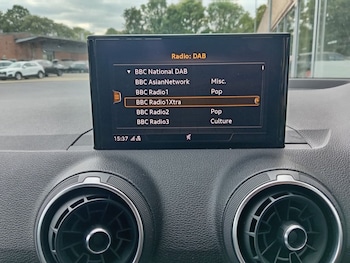 Radio: DAB
BBC National DAB
BBC AsianNetwork Misc.
BBC Radio1 Pop
BBC Radio1Xtra
BBC Radio2 Pop
BBC Radio3 Culture
15:37